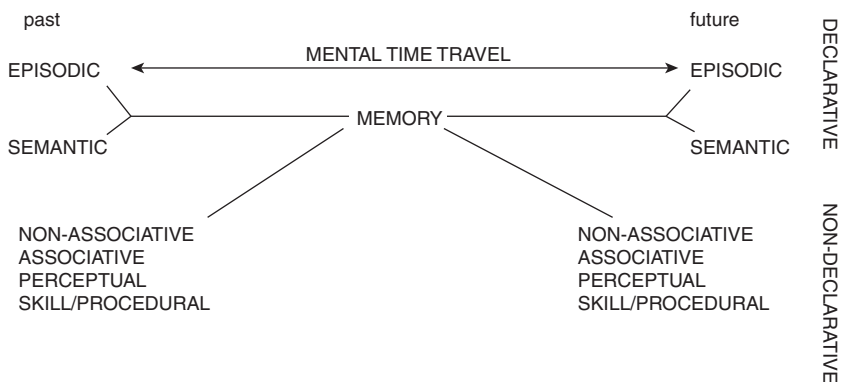 past
future
MENTAL TIME TRAVEL
EPISODIC
EPISODIC
MEMORY
SEMANTIC
SEMANTIC
DECLARATIVE
NON-ASSOCIATIVE
ASSOCIATIVE
PERCEPTUAL
SKILL/PROCEDURAL
NON-ASSOCIATIVE
ASSOCIATIVE
PERCEPTUAL
SKILL/PROCEDURAL
NON-DECLARATIVE